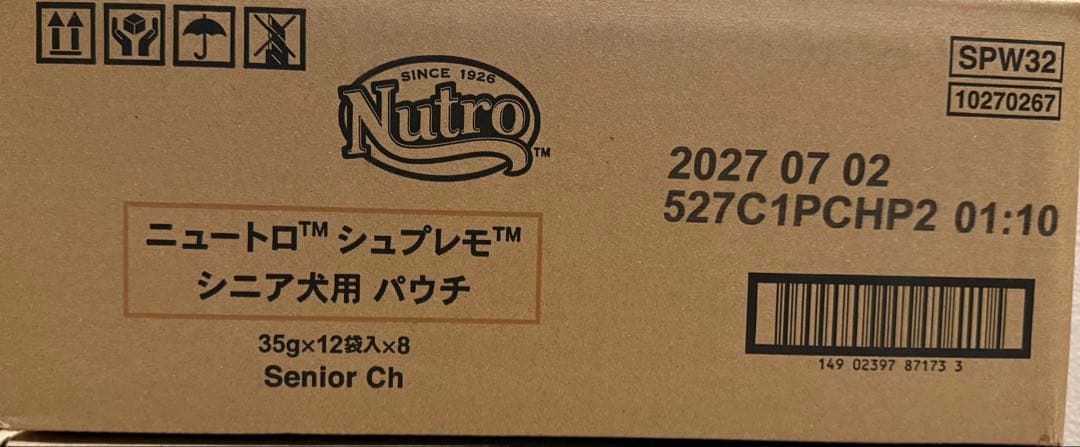 SINCE 1926
Nutro™
SPW32
10270267
2027 07 02
527C1PCHP2 01:10
ニュートロ™ シュプレモ™
シニア犬用 パウチ
35g×12袋入×8
Senior Ch
149 02397 87173 3